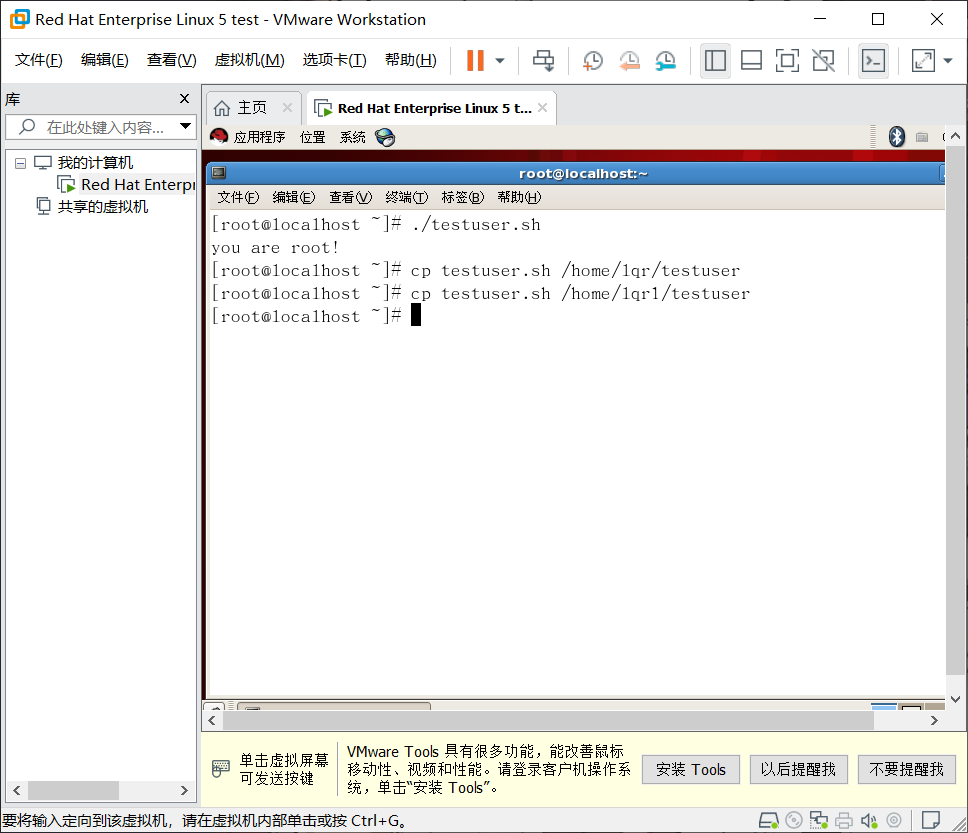 Red Hat Enterprise Linux 5 test - VMware Workstation
文件(F) 编辑(E) 查看(V) 虚拟机(M) 选项卡(T) 帮助(H)
库
在此处键入内容...
我的计算机
Red Hat Enterpr
共享的虚拟机
主页
Red Hat Enterprise Linux 5 t...
应用程序 位置 系统
root@localhost:~
文件(F) 编辑(E) 查看(V) 终端(T) 标签(B) 帮助(H)
[root@localhost ~]# ./testuser.sh
you are root!
[root@localhost ~]# cp testuser.sh /home/lqr/testuser
[root@localhost ~]# cp testuser.sh /home/lqr1/testuser
[root@localhost ~]#
单击虚拟屏幕
可发送按键
VMware Tools 具有很多功能，能改善鼠标
移动性、视频和性能。请登录客户机操作系
统，单击“安装 Tools”。
安装 Tools
以后提醒我
不要提醒我
要将输入定向到该虚拟机，请在虚拟机内部单击或按 Ctrl+G。